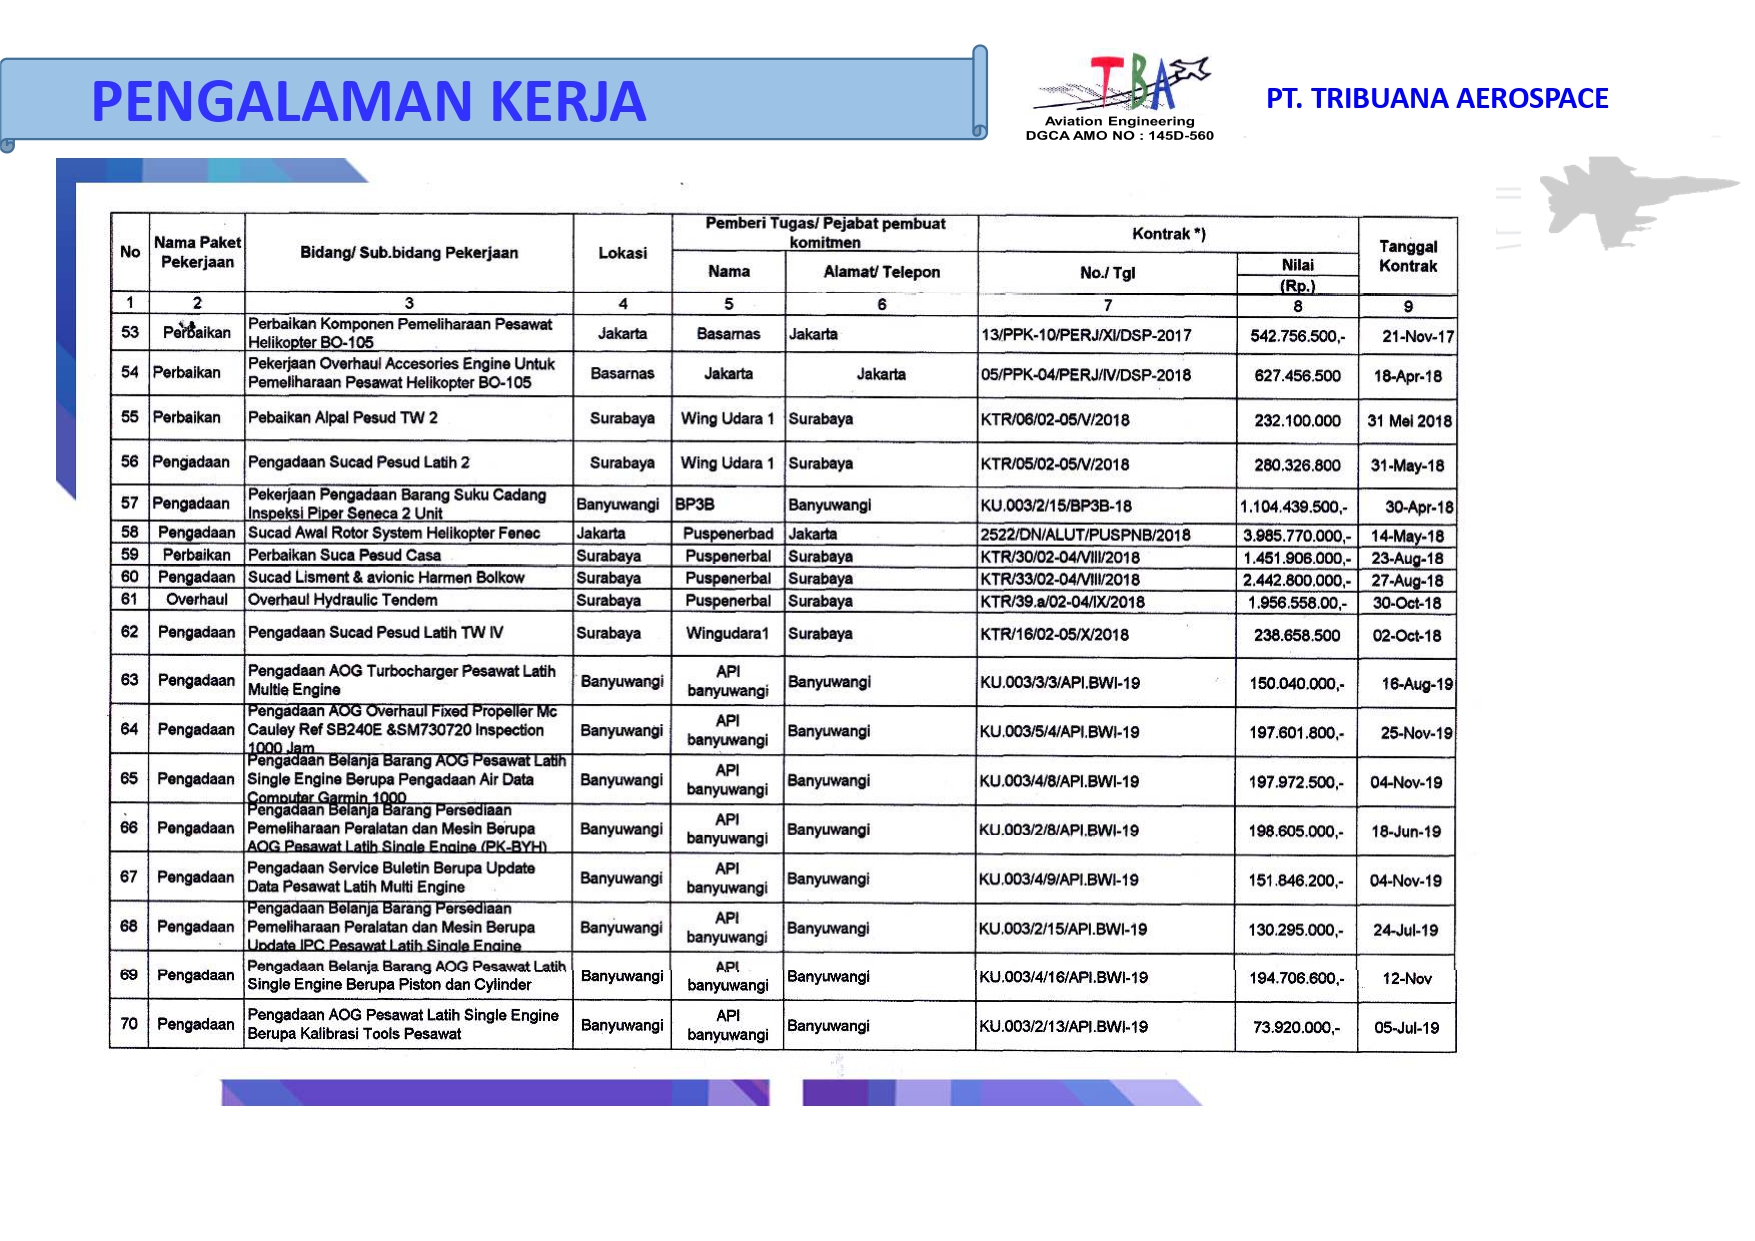 PENGALAMAN KERJA
TBA
Aviation Engineering
DGCA AMO NO : 145D-560
PT. TRIBUANA AEROSPACE
No Nama Paket Pekerjaan Bidang/ Sub.bidang Pekerjaan Lokasi Pemberi Tugas/ Pejabat pembuat komitmen Kontrak *) Tanggal Kontrak
Nama Alamat/ Telepon No./ Tgl Nilai (Rp.)
1 2 3 4 5 6 7 8 9
53 Perbaikan Perbaikan Komponen Pemeliharaan Pesawat Helikopter BO-105 Jakarta Basarnas Jakarta 13/PPK-10/PERJ/XI/DSP-2017 542.756.500,- 21-Nov-17
54 Perbaikan Pekerjaan Overhaul Accesories Engine Untuk Pemeliharaan Pesawat Helikopter BO-105 Basarnas Jakarta Jakarta 05/PPK-04/PERJ/IV/DSP-2018 627.456.500 18-Apr-18
55 Perbaikan Pebaikan Alpal Pesud TW 2 Surabaya Wing Udara 1 Surabaya KTR/06/02-05/V/2018 232.100.000 31 Mei 2018
56 Pengadaan Pengadaan Sucad Pesud Latih 2 Surabaya Wing Udara 1 Surabaya KTR/05/02-05/V/2018 280.326.800 31-May-18
57 Pengadaan Pekerjaan Pengadaan Barang Suku Cadang Inspeksi Piper Seneca 2 Unit Banyuwangi BP3B Banyuwangi KU.003/2/15/BP3B-18 1.104.439.500,- 30-Apr-18
58 Pengadaan Sucad Awal Rotor System Helikopter Fenec Jakarta Puspenerbad Jakarta 2522/DN/ALUT/PUSPNB/2018 3.985.770.000,- 14-May-18
59 Perbaikan Perbaikan Suca Pesud Casa Surabaya Puspenerbal Surabaya KTR/30/02-04/VIII/2018 1.451.906.000,- 23-Aug-18
60 Pengadaan Sucad Lisment & avionic Harmen Bolkow Surabaya Puspenerbal Surabaya KTR/33/02-04/VIII/2018 2.442.800.000,- 27-Aug-18
61 Overhaul Overhaul Hydraulic Tendem Surabaya Puspenerbal Surabaya KTR/39.a/02-04/IX/2018 1.956.558.00,- 30-Oct-18
62 Pengadaan Pengadaan Sucad Pesud Latih TW IV Surabaya Wingudara1 Surabaya KTR/16/02-05/X/2018 238.658.500 02-Oct-18
63 Pengadaan Pengadaan AOG Turbocharger Pesawat Latih Multie Engine Banyuwangi API banyuwangi Banyuwangi KU.003/3/3/API.BWI-19 150.040.000,- 16-Aug-19
64 Pengadaan Pengadaan AOG Overhaul Fixed Propeller Mc Cauley Ref SB240E &SM730720 Inspection 1000 Jam Banyuwangi API banyuwangi Banyuwangi KU.003/5/4/API.BWI-19 197.601.800,- 25-Nov-19
65 Pengadaan Pengadaan Belanja Barang AOG Pesawat Latih Single Engine Berupa Pengadaan Air Data Computer Garmin 1000 Banyuwangi API banyuwangi Banyuwangi KU.003/4/8/API.BWI-19 197.972.500,- 04-Nov-19
66 Pengadaan Pengadaan Belanja Barang Persediaan Pemeliharaan Peralatan dan Mesin Berupa AOG Pesawat Latih Single Engine (PK-BYH) Banyuwangi API banyuwangi Banyuwangi KU.003/2/8/API.BWI-19 198.605.000,- 18-Jun-19
67 Pengadaan Pengadaan Service Buletin Berupa Update Data Pesawat Latih Multi Engine Banyuwangi API banyuwangi Banyuwangi KU.003/4/9/API.BWI-19 151.846.200,- 04-Nov-19
68 Pengadaan Pengadaan Belanja Barang Persediaan Pemeliharaan Peralatan dan Mesin Berupa Update IPC Pesawat Latih Single Engine Banyuwangi API banyuwangi Banyuwangi KU.003/2/15/API.BWI-19 130.295.000,- 24-Jul-19
69 Pengadaan Pengadaan Belanja Barang AOG Pesawat Latih Single Engine Berupa Piston dan Cylinder Banyuwangi API banyuwangi Banyuwangi KU.003/4/16/API.BWI-19 194.706.600,- 12-Nov
70 Pengadaan Pengadaan AOG Pesawat Latih Single Engine Berupa Kalibrasi Tools Pesawat Banyuwangi API banyuwangi Banyuwangi KU.003/2/13/API.BWI-19 73.920.000,- 05-Jul-19